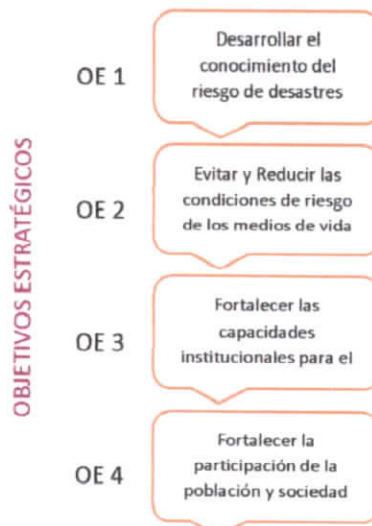 OBJETIVOS ESTRATÉGICOS
OE 1
Desarrollar el
conocimiento del
riesgo de desastres
OE 2
Evitar y Reducir las
condiciones de riesgo
de los medios de vida
OE 3
Fortalecer las
capacidades
institucionales para el
OE 4
Fortalecer la
participación de la
población y sociedad